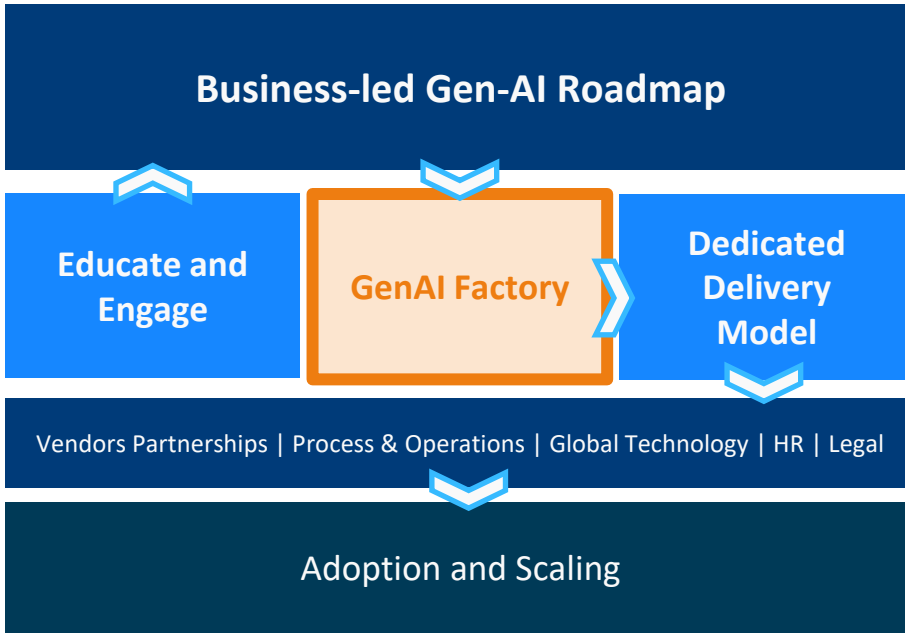 Business-led Gen-AI Roadmap
Educate and
Engage
GenAI Factory
Dedicated
Delivery
Model
Vendors Partnerships | Process & Operations | Global Technology | HR | Legal
Adoption and Scaling